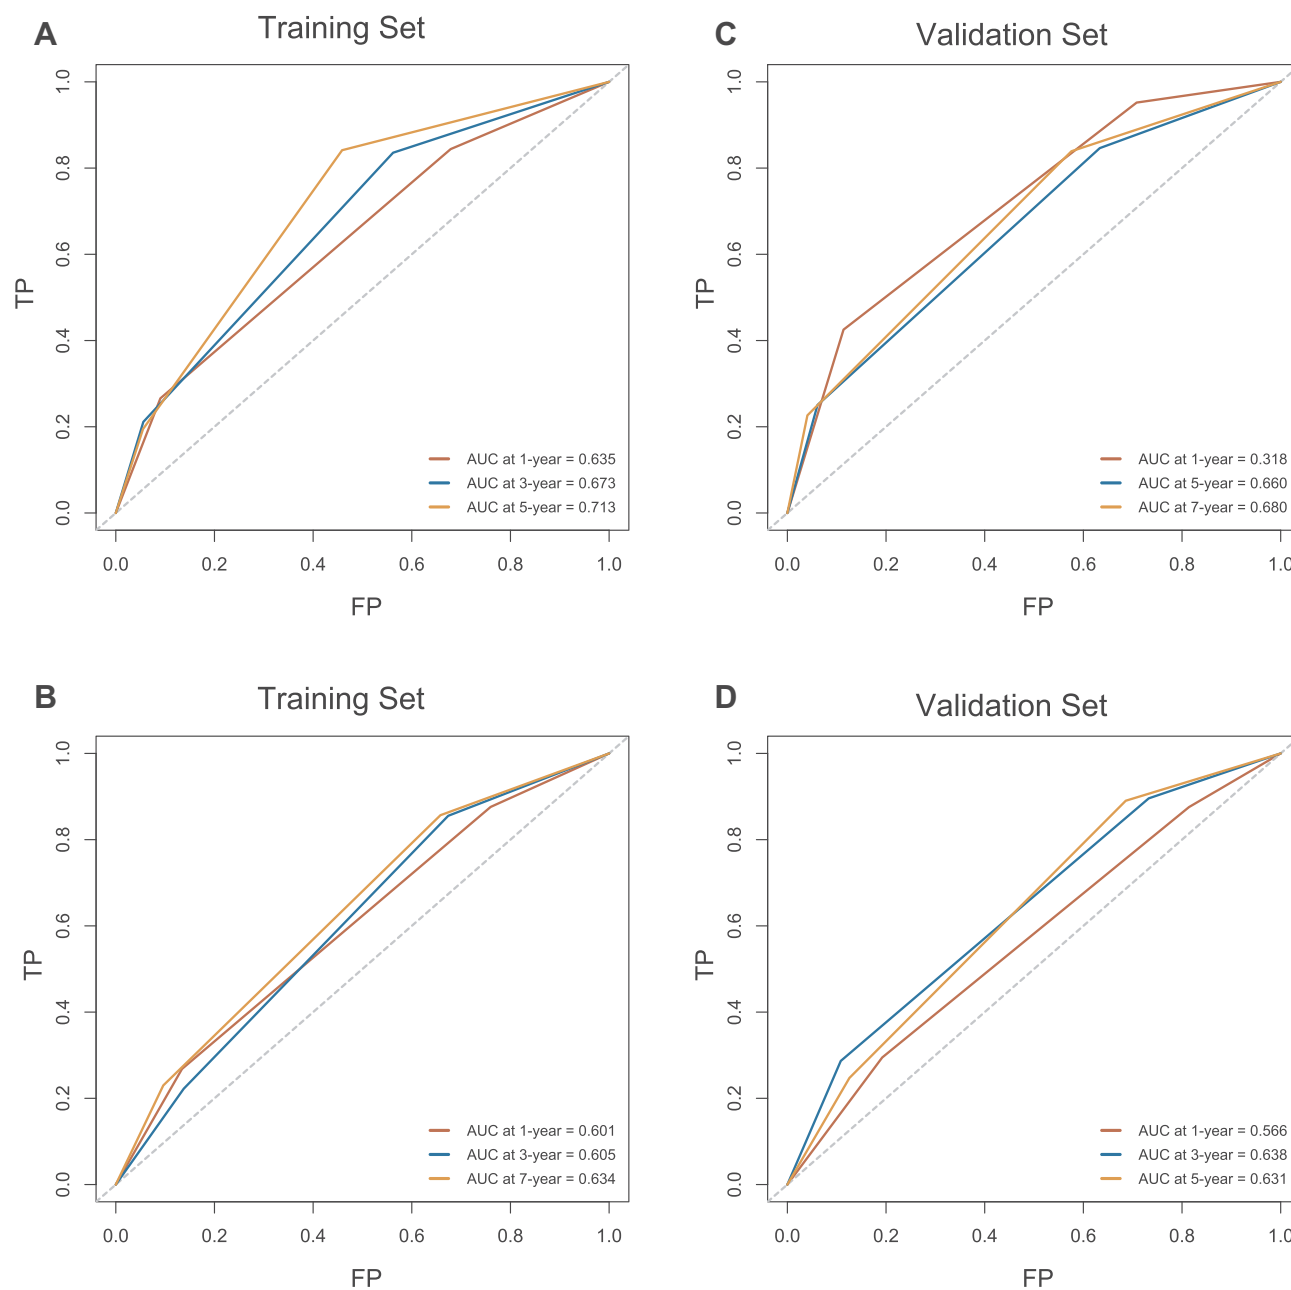 A
Training Set
TP
1.0
0.8
0.6
0.4
0.2
0.0
AUC at 1-year = 0.635
AUC at 3-year = 0.673
AUC at 5-year = 0.713
0.0 0.2 0.4 0.6 0.8 1.0
FP
C
Validation Set
TP
1.0
0.8
0.6
0.4
0.2
0.0
AUC at 1-year = 0.318
AUC at 5-year = 0.660
AUC at 7-year = 0.680
0.0 0.2 0.4 0.6 0.8 1.0
FP
B
Training Set
TP
1.0
0.8
0.6
0.4
0.2
0.0
AUC at 1-year = 0.601
AUC at 3-year = 0.605
AUC at 7-year = 0.634
0.0 0.2 0.4 0.6 0.8 1.0
FP
D
Validation Set
TP
1.0
0.8
0.6
0.4
0.2
0.0
AUC at 1-year = 0.566
AUC at 3-year = 0.638
AUC at 5-year = 0.631
0.0 0.2 0.4 0.6 0.8 1.0
FP